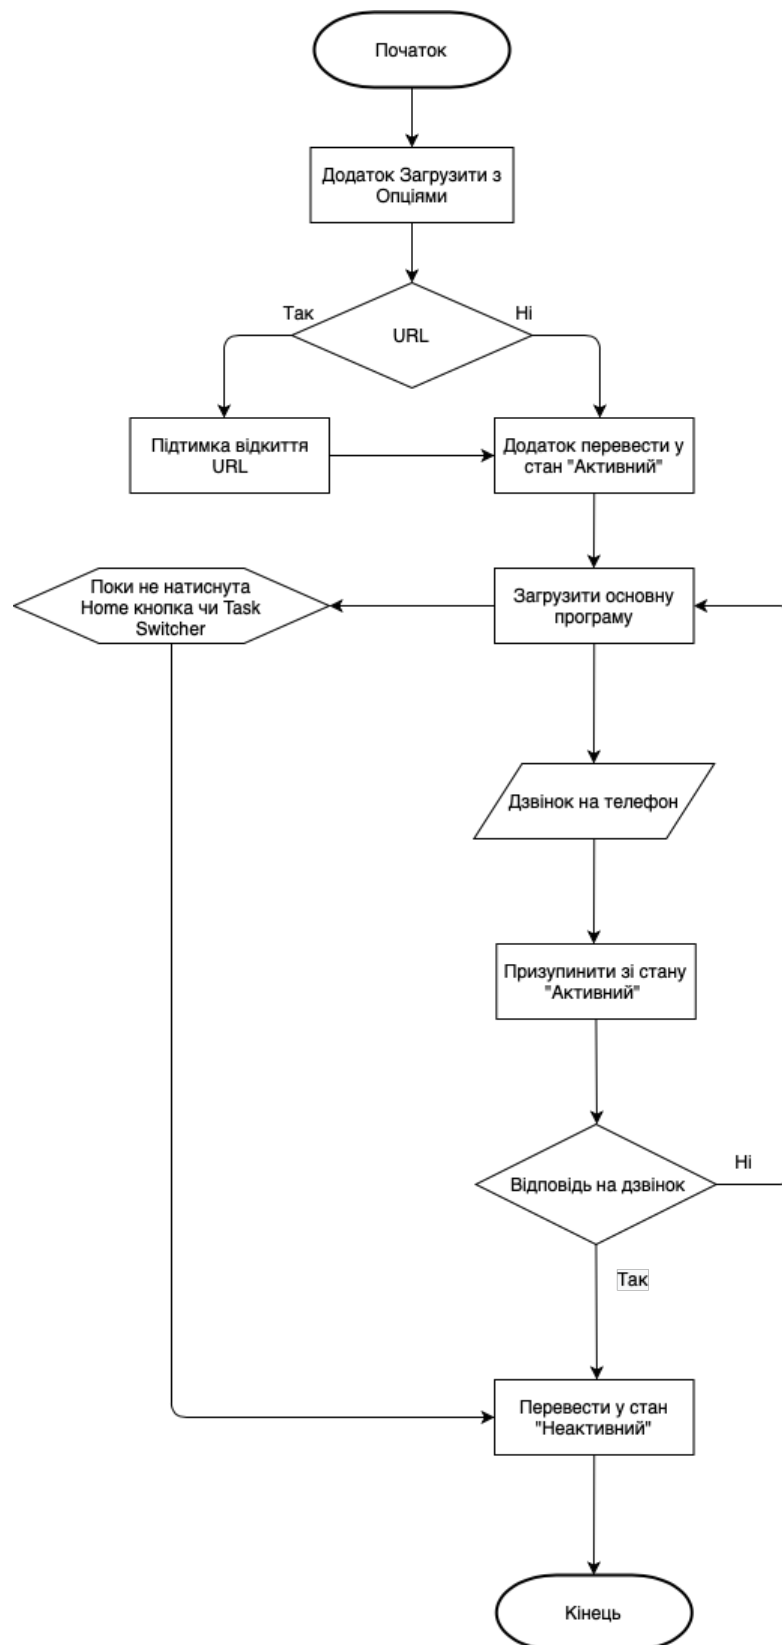 Початок
Додаток Загрузити з
Опціями
Так
Ні
URL
Підтимка відкиття
URL
Додаток перевести у
стан "Активний"
Поки не натиснута
Home кнопка чи Task
Switcher
Загрузити основну
програму
Дзвінок на телефон
Призупинити зі стану
"Активний"
Ні
Відповідь на дзвінок
Так
Перевести у стан
"Неактивний"
Кінець